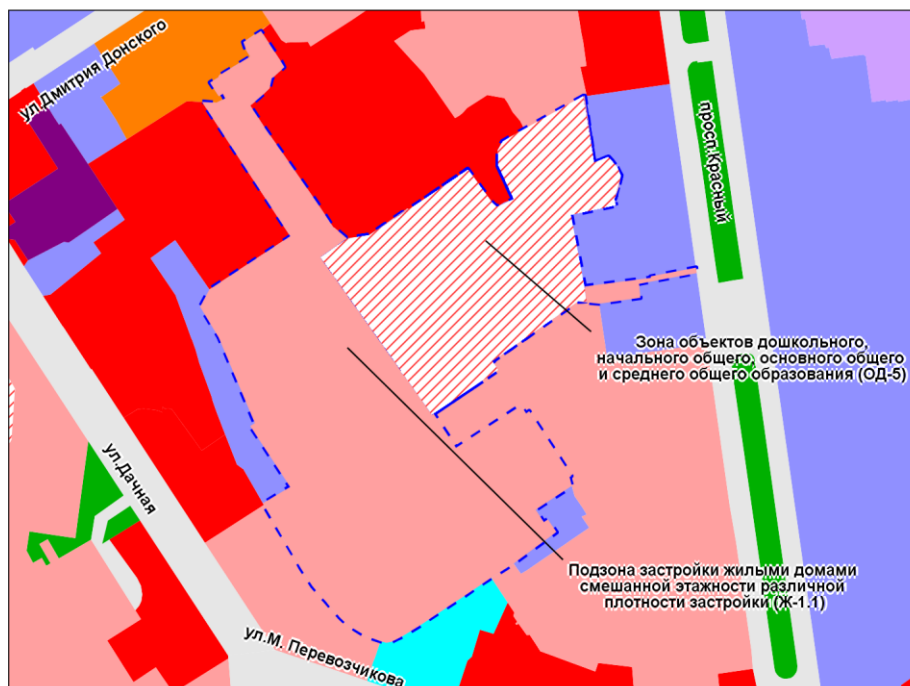 ул.Дмитрия Донского
просп.Красный
Зона объектов дошкольного,
начального общего, основного общего
и среднего общего образования (ОД-5)
ул.Дачная
Подзона застройки жилыми домами
смешанной этажности различной
плотности застройки (Ж-1.1)
ул.М. Перевозчикова